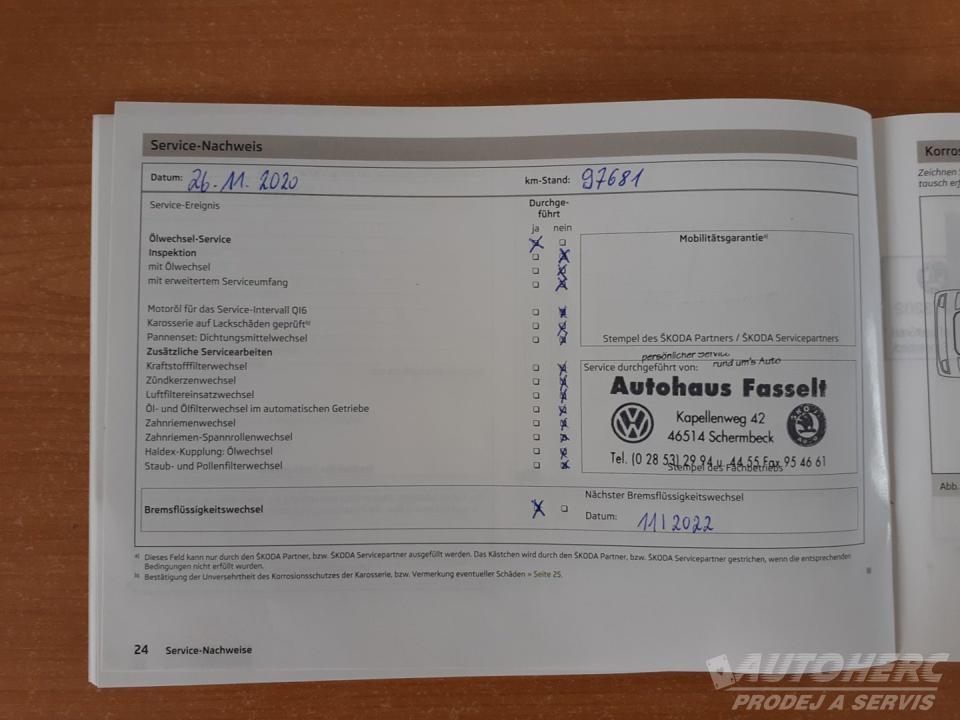 Service-Nachweis
Datum: 26.11.2020 km-Stand: 97681
Service-Ereignis Durchge-
führt
ja nein
Ölwechsel-Service
Inspektion
mit Ölwechsel
mit erweitertem Serviceumfang
Motoröl für das Service-Intervall QI6
Karosserie auf Lackschäden geprüft b)
Pannenset: Dichtungsmittelwechsel
Zusätzliche Servicearbeiten
Kraftstofffilterwechsel
Zündkerzenwechsel
Luftfiltereinsatzwechsel
Öl- und Ölfilterwechsel im automatischen Getriebe
Zahnriemenwechsel
Zahnriemen-Spannrollenwechsel
Haldex-Kupplung: Ölwechsel
Staub- und Pollenfilterwechsel
Mobilitätsgarantie a)
Stempel des ŠKODA Partners / ŠKODA Servicepartners
persönlicher Service
rund um's Auto
Service durchgeführt von:
Autohaus Fasselt
Kapellenweg 42
46514 Schermbeck
Tel. (0 28 53) 29 94 u. 44 55 Fax 95 46 61
Stempel des Fachbetriebs
Bremsflüssigkeitswechsel
Nächster Bremsflüssigkeitswechsel
Datum: 11/2022
a) Dieses Feld kann nur durch den ŠKODA Partner, bzw. ŠKODA Servicepartner ausgefüllt werden. Das Kästchen wird durch den ŠKODA Partner, bzw. ŠKODA Servicepartner gestrichen, wenn die entsprechenden
Bedingungen nicht erfüllt wurden.
b) Bestätigung der Unversehrtheit des Korrosionsschutzes der Karosserie, bzw. Vermerkung eventueller Schäden » Seite 25.
24 Service-Nachweise
Korros
Zeichnen
tausch erf
Abb.
AUTOHERC
PRODEJ A SERVIS